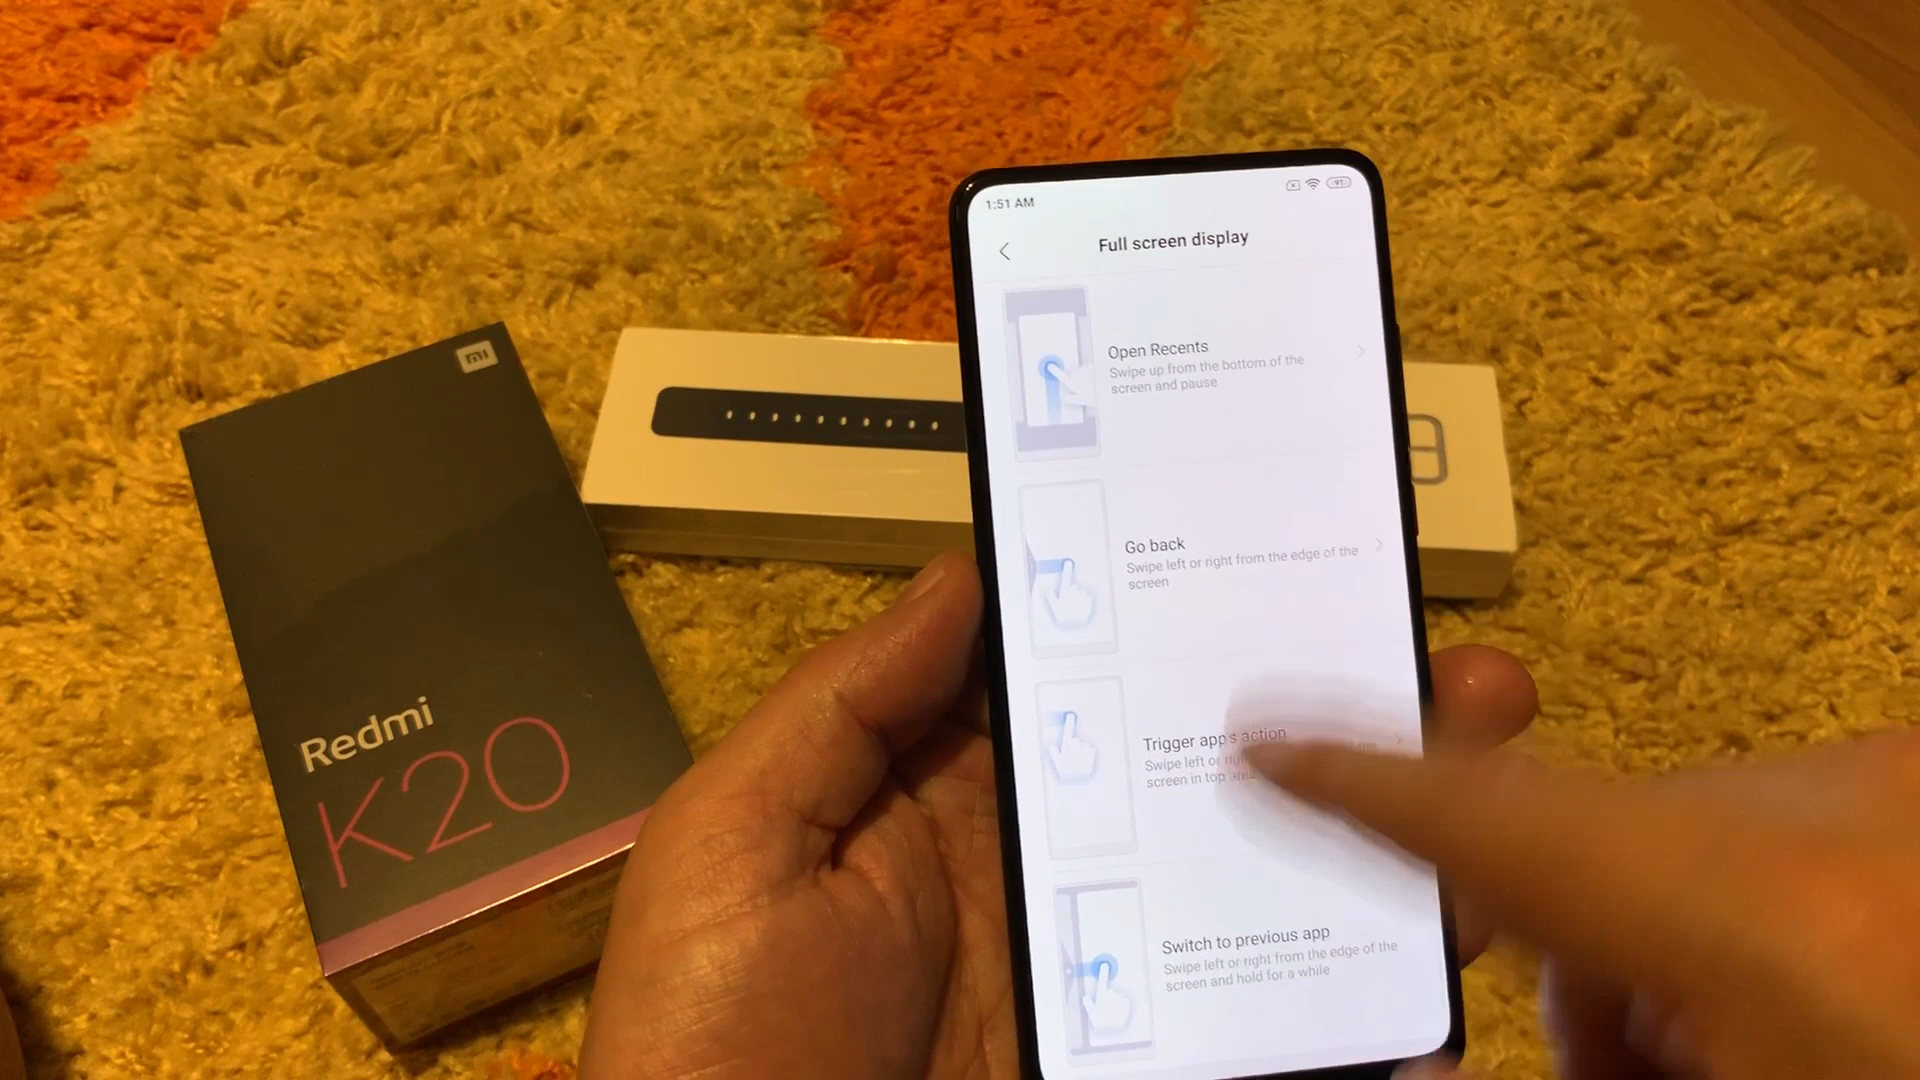 1:51 AM
91
Full screen display
Open Recents
Swipe up from the bottom of the
screen and pause
Go back
Swipe left or right from the edge of the
screen
Trigger app's action
Swipe left or
screen in top
Switch to previous app
Swipe left or right from the edge of the
screen and hold for a while
mi
Redmi
K20